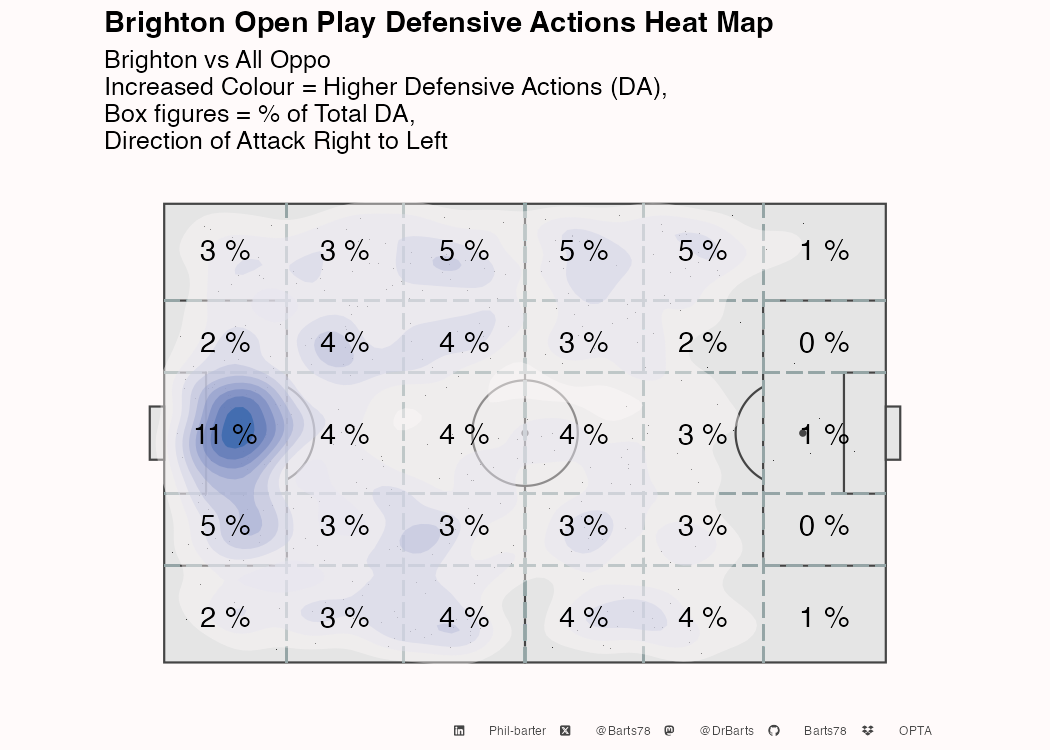 Brighton Open Play Defensive Actions Heat Map
Brighton vs All Oppo
Increased Colour = Higher Defensive Actions (DA),
Box figures = % of Total DA,
Direction of Attack Right to Left
3 % 3 % 5 % 5 % 5 % 1 %
2 % 4 % 4 % 3 % 2 % 0 %
11 % 4 % 4 % 4 % 3 % 1 %
5 % 3 % 3 % 3 % 3 % 0 %
2 % 3 % 4 % 4 % 4 % 1 %
Phil-barter @Barts78 @DrBarts Barts78 OPTA